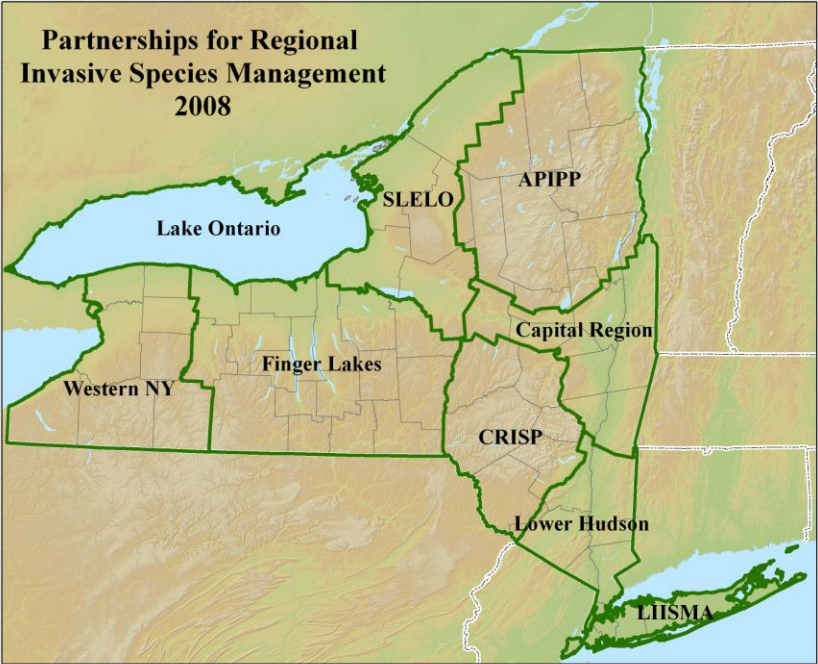 Partnerships for Regional
Invasive Species Management
2008
APIPP
SLELO
Lake Ontario
Capital Region
Finger Lakes
Western NY
CRISP
Lower Hudson
LIISMA